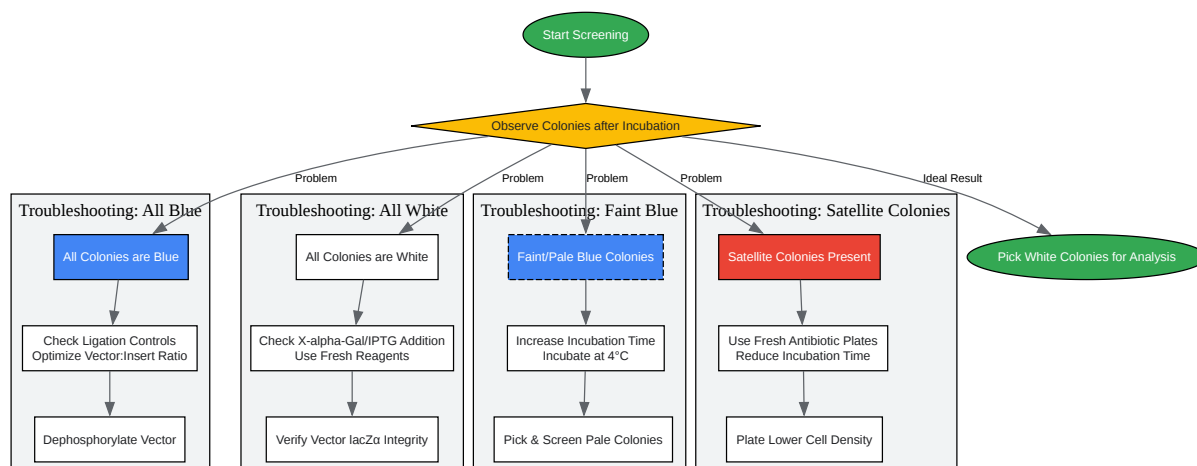 Start Screening
Observe Colonies after Incubation
Problem
Problem
Problem
Problem
Ideal Result
Troubleshooting: All Blue
All Colonies are Blue
Check Ligation Controls
Optimize Vector:Insert Ratio
Dephosphorylate Vector
Troubleshooting: All White
All Colonies are White
Check X-alpha-Gal/IPTG Addition
Use Fresh Reagents
Verify Vector lacZα Integrity
Troubleshooting: Faint Blue
Faint/Pale Blue Colonies
Increase Incubation Time
Incubate at 4°C
Pick & Screen Pale Colonies
Troubleshooting: Satellite Colonies
Satellite Colonies Present
Use Fresh Antibiotic Plates
Reduce Incubation Time
Plate Lower Cell Density
Pick White Colonies for Analysis